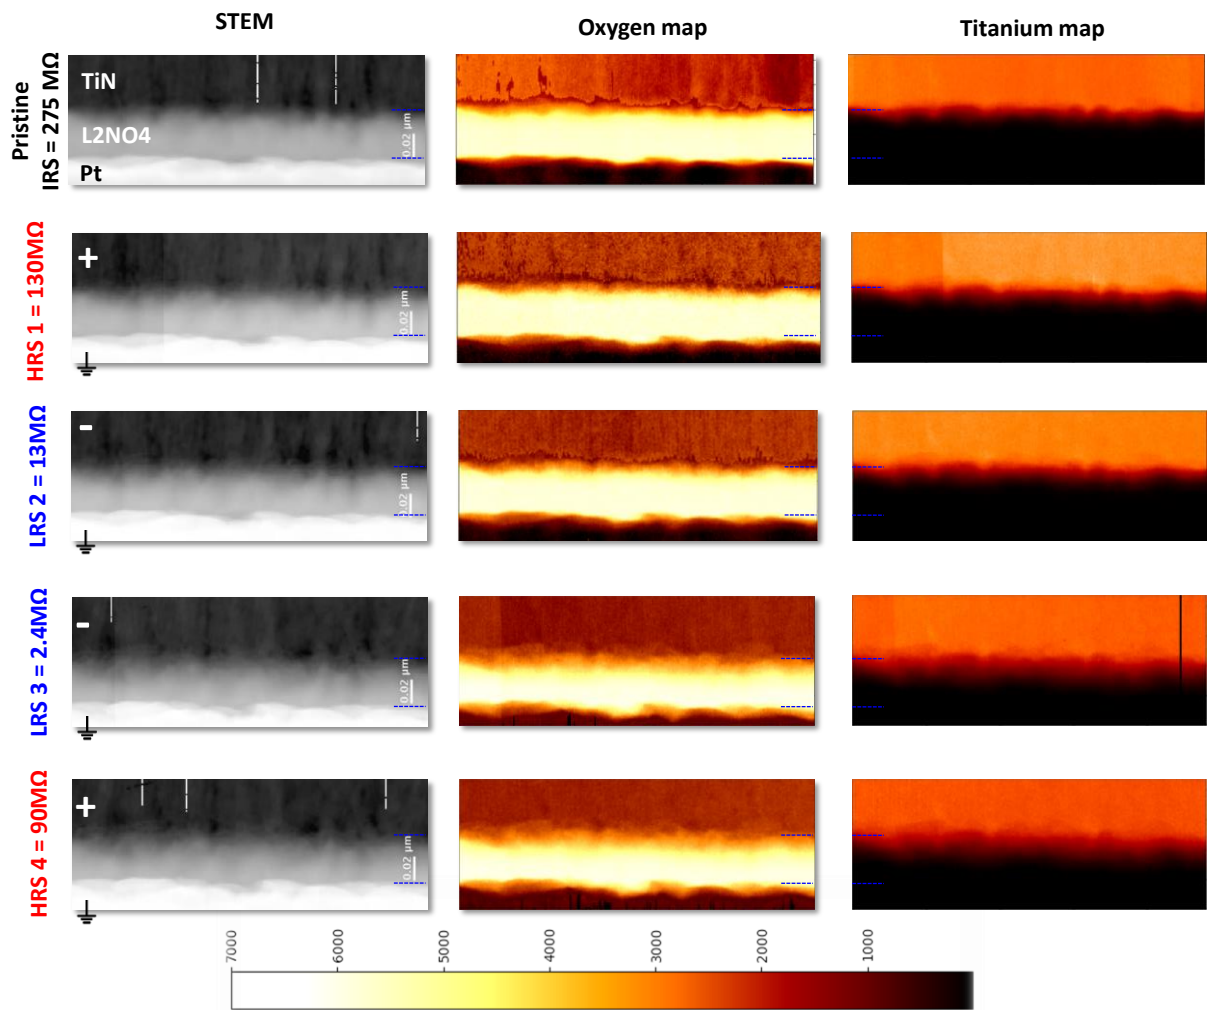 STEM
Oxygen map
Titanium map
Pristine
IRS = 275 MΩ
TiN
L2NO4
Pt
0.02 µm
HRS 1 = 130MΩ
+
0.02 µm
LRS 2 = 13MΩ
-
0.02 µm
LRS 3 = 2.4MΩ
-
0.02 µm
HRS 4 = 90MΩ
+
0.02 µm
7000
6000
5000
4000
3000
2000
1000